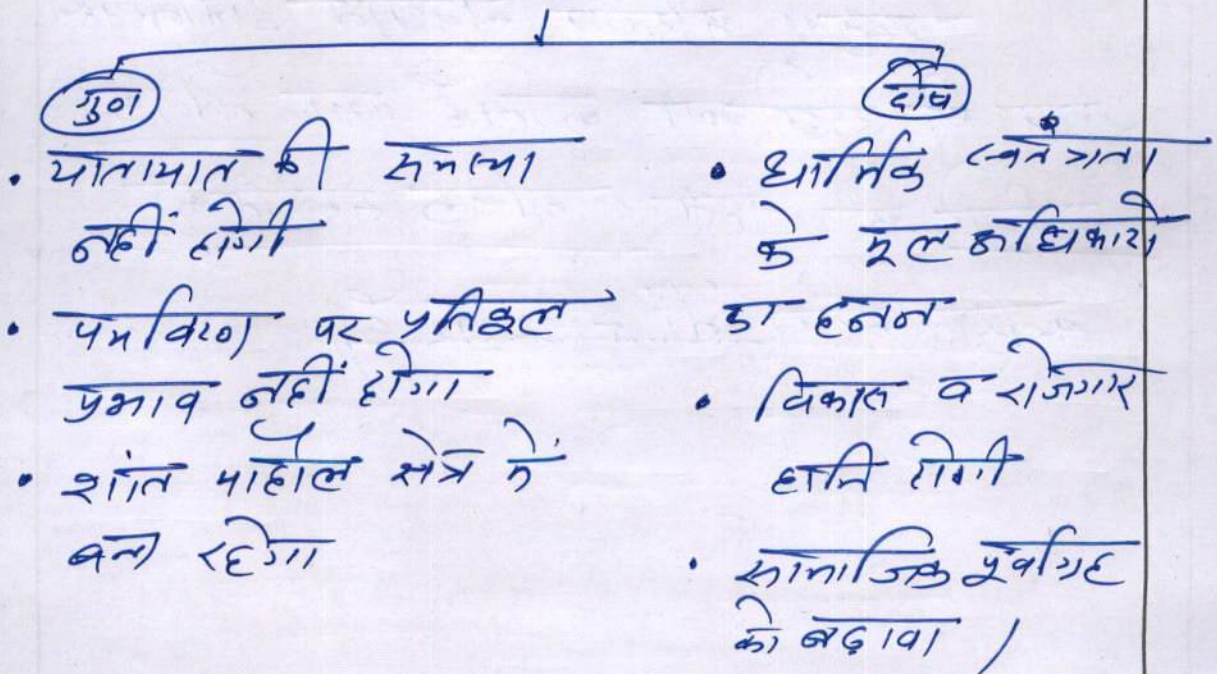 गुण
• यातायात की समस्या
नहीं होगी
• पर्यावरण पर प्रतिकूल
प्रभाव नहीं होगा
• शांत माहौल क्षेत्र में
बना रहेगा
दोष
• धार्मिक स्वतंत्रता
के मूल अधिकारों
का हनन
• विकास व रोजगार
हानि होगी
• सामाजिक पूर्वाग्रह
को बढ़ावा /